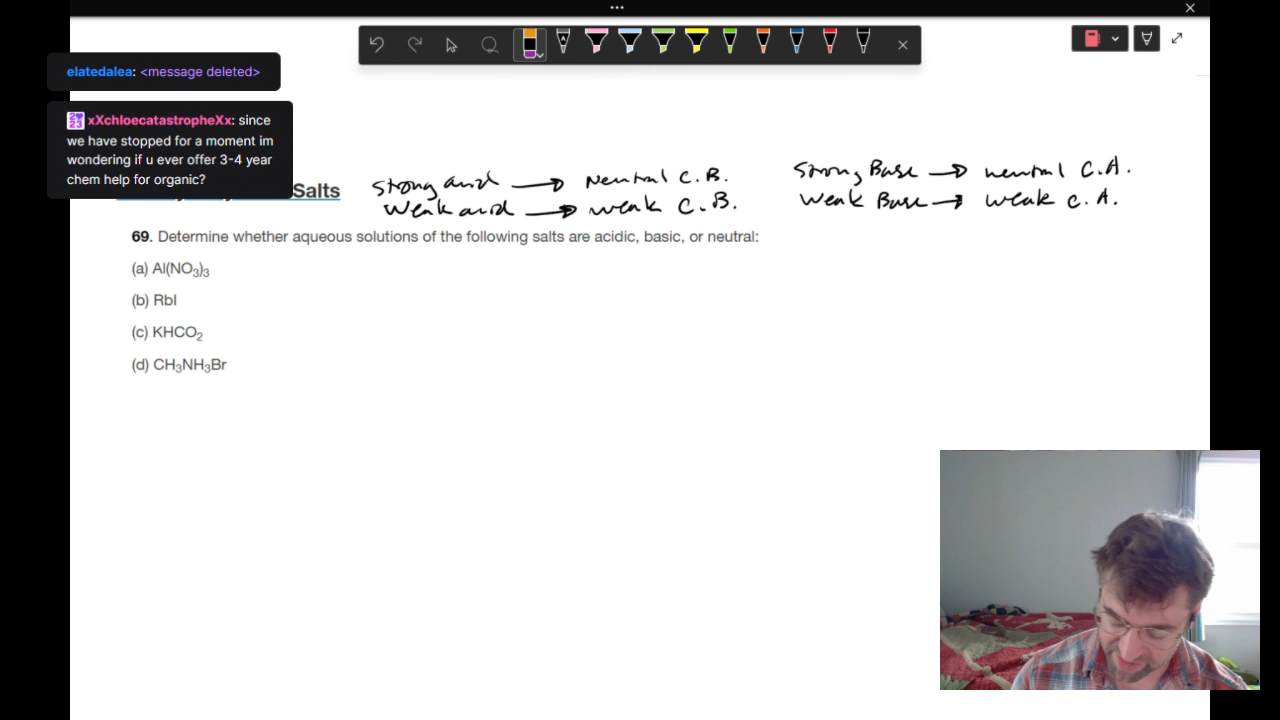 elatedalea: <message deleted>
xXchloecatastropheXx: since
we have stopped for a moment im
wondering if u ever offer 3-4 year
chem help for organic?
Salts
strong acid → Neutral C.B.
Weak acid → weak C.B.
Strong Base → neutral C.A.
Weak Base → weak C.A.
69. Determine whether aqueous solutions of the following salts are acidic, basic, or neutral:
(a) Al(NO3)3
(b) RbI
(c) KHCO2
(d) CH3NH3Br